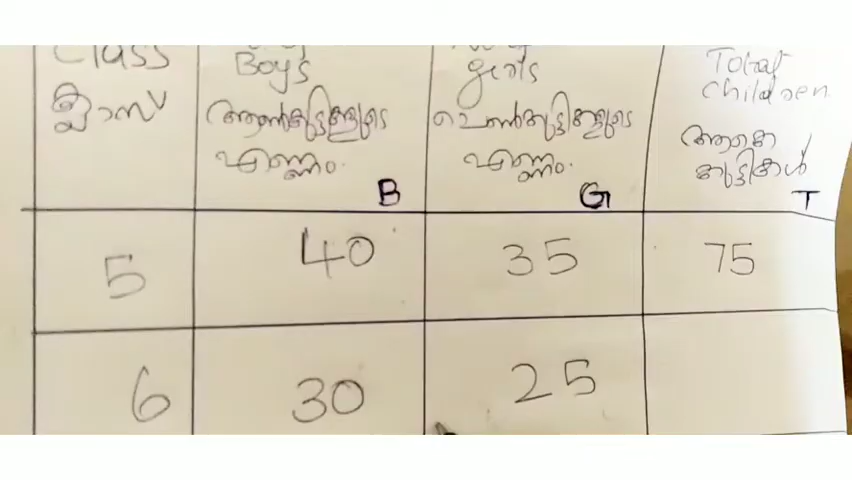 Class
ക്ലാസ്
Boys
ആൺകുട്ടികളുടെ
എണ്ണം.
B
girls
പെൺകുട്ടികളുടെ
എണ്ണം.
G
Total
children
ആകെ
കുട്ടികൾ
T
5 40 35 75
6 30 25